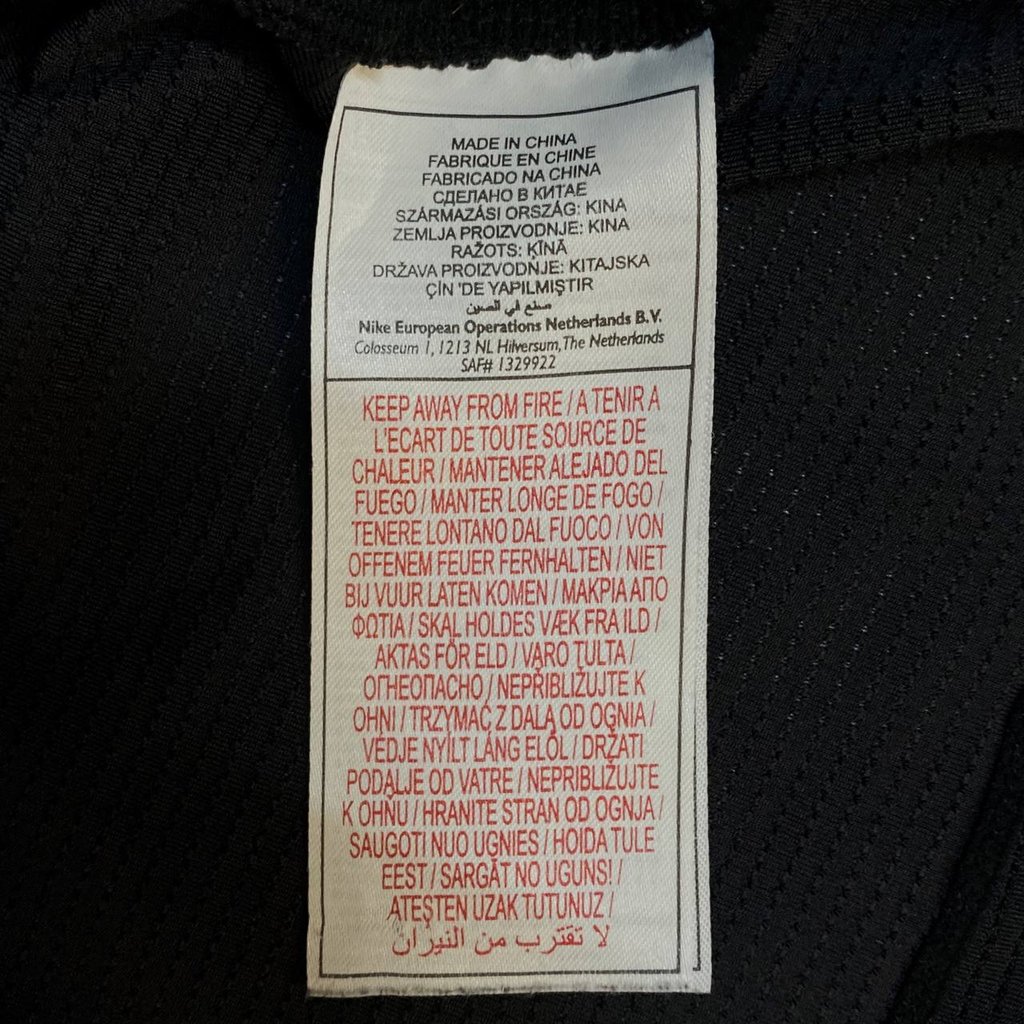 MADE IN CHINA
FABRIQUE EN CHINE
FABRICADO NA CHINA
СДЕЛАНО В КИТАЕ
SZÁRMAZÁSI ORSZÁG: KINA
ZEMLJA PROIZVODNJE: KINA
RAŽOTS: ĶĪNĀ
DRŽAVA PROIZVODNJE: KITAJSKA
ÇİN 'DE YAPILMIŞTIR
صنع في الصين
Nike European Operations Netherlands B.V.
Colosseum 1, 1213 NL Hilversum, The Netherlands
SAF# 1329922
KEEP AWAY FROM FIRE / A TENIR A
L'ECART DE TOUTE SOURCE DE
CHALEUR / MANTENER ALEJADO DEL
FUEGO / MANTER LONGE DE FOGO /
TENERE LONTANO DAL FUOCO / VON
OFFENEM FEUER FERNHALTEN / NIET
BIJ VUUR LATEN KOMEN / ΜΑΚΡΙΑ ΑΠΟ
ΦΩΤΙΑ / SKAL HOLDES VÆK FRA ILD /
AKTAS FÖR ELD / VARO TULTA /
ОГНЕОПАСНО / NEPŘIBLIŽUJTE K
OHNI / TRZYMAĆ Z DALA OD OGNIA /
VÉDJE NYÍLT LÁNG ELŐL / DRŽATI
PODALJE OD VATRE / NEPRIBLIŽUJTE
K OHŇU / HRANITE STRAN OD OGNJA /
SAUGOTI NUO UGNIES / HOIDA TULE
EEST / SARGĀT NO UGUNS! /
ATEŞTEN UZAK TUTUNUZ /
لا تقترب من النيران